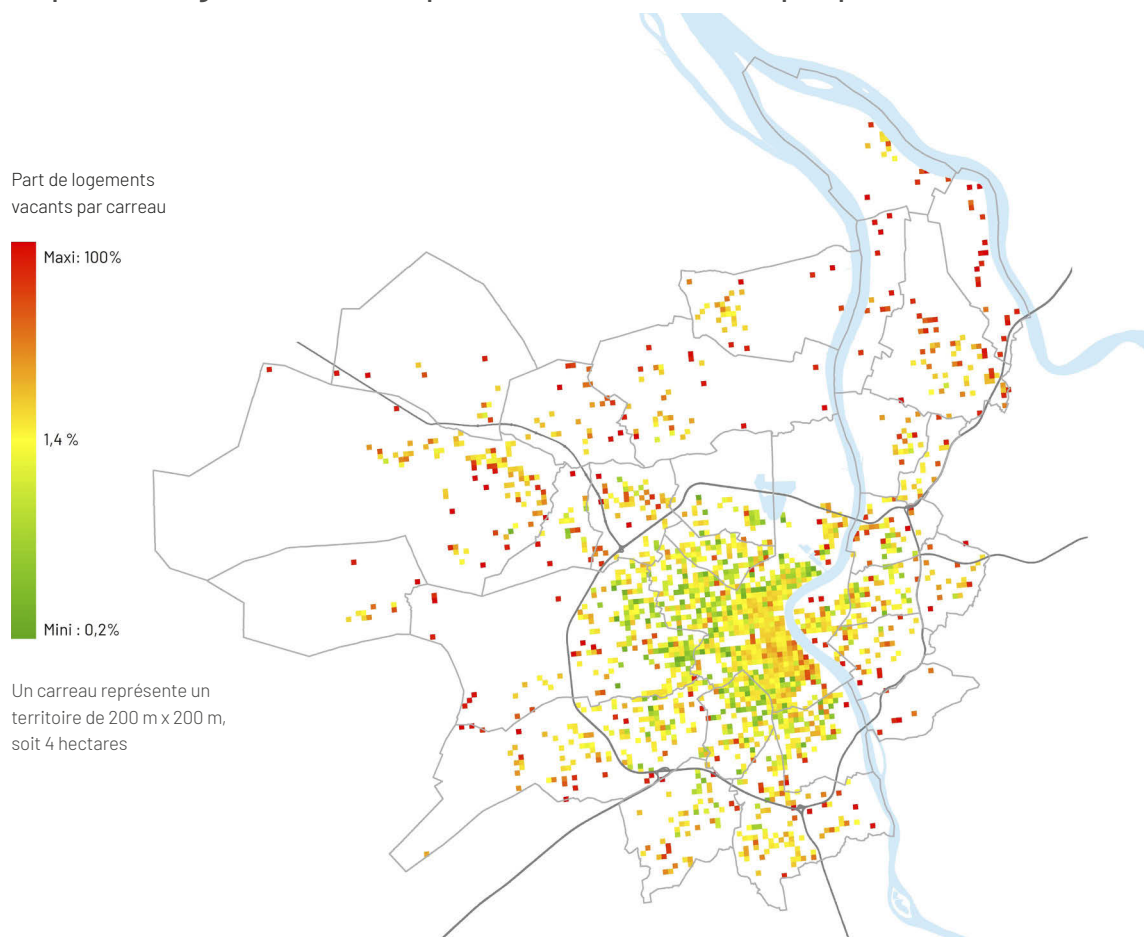 Part de logements
vacants par carreau
Maxi: 100%
1,4 %
Mini : 0,2%
Un carreau représente un
territoire de 200 m x 200 m,
soit 4 hectares